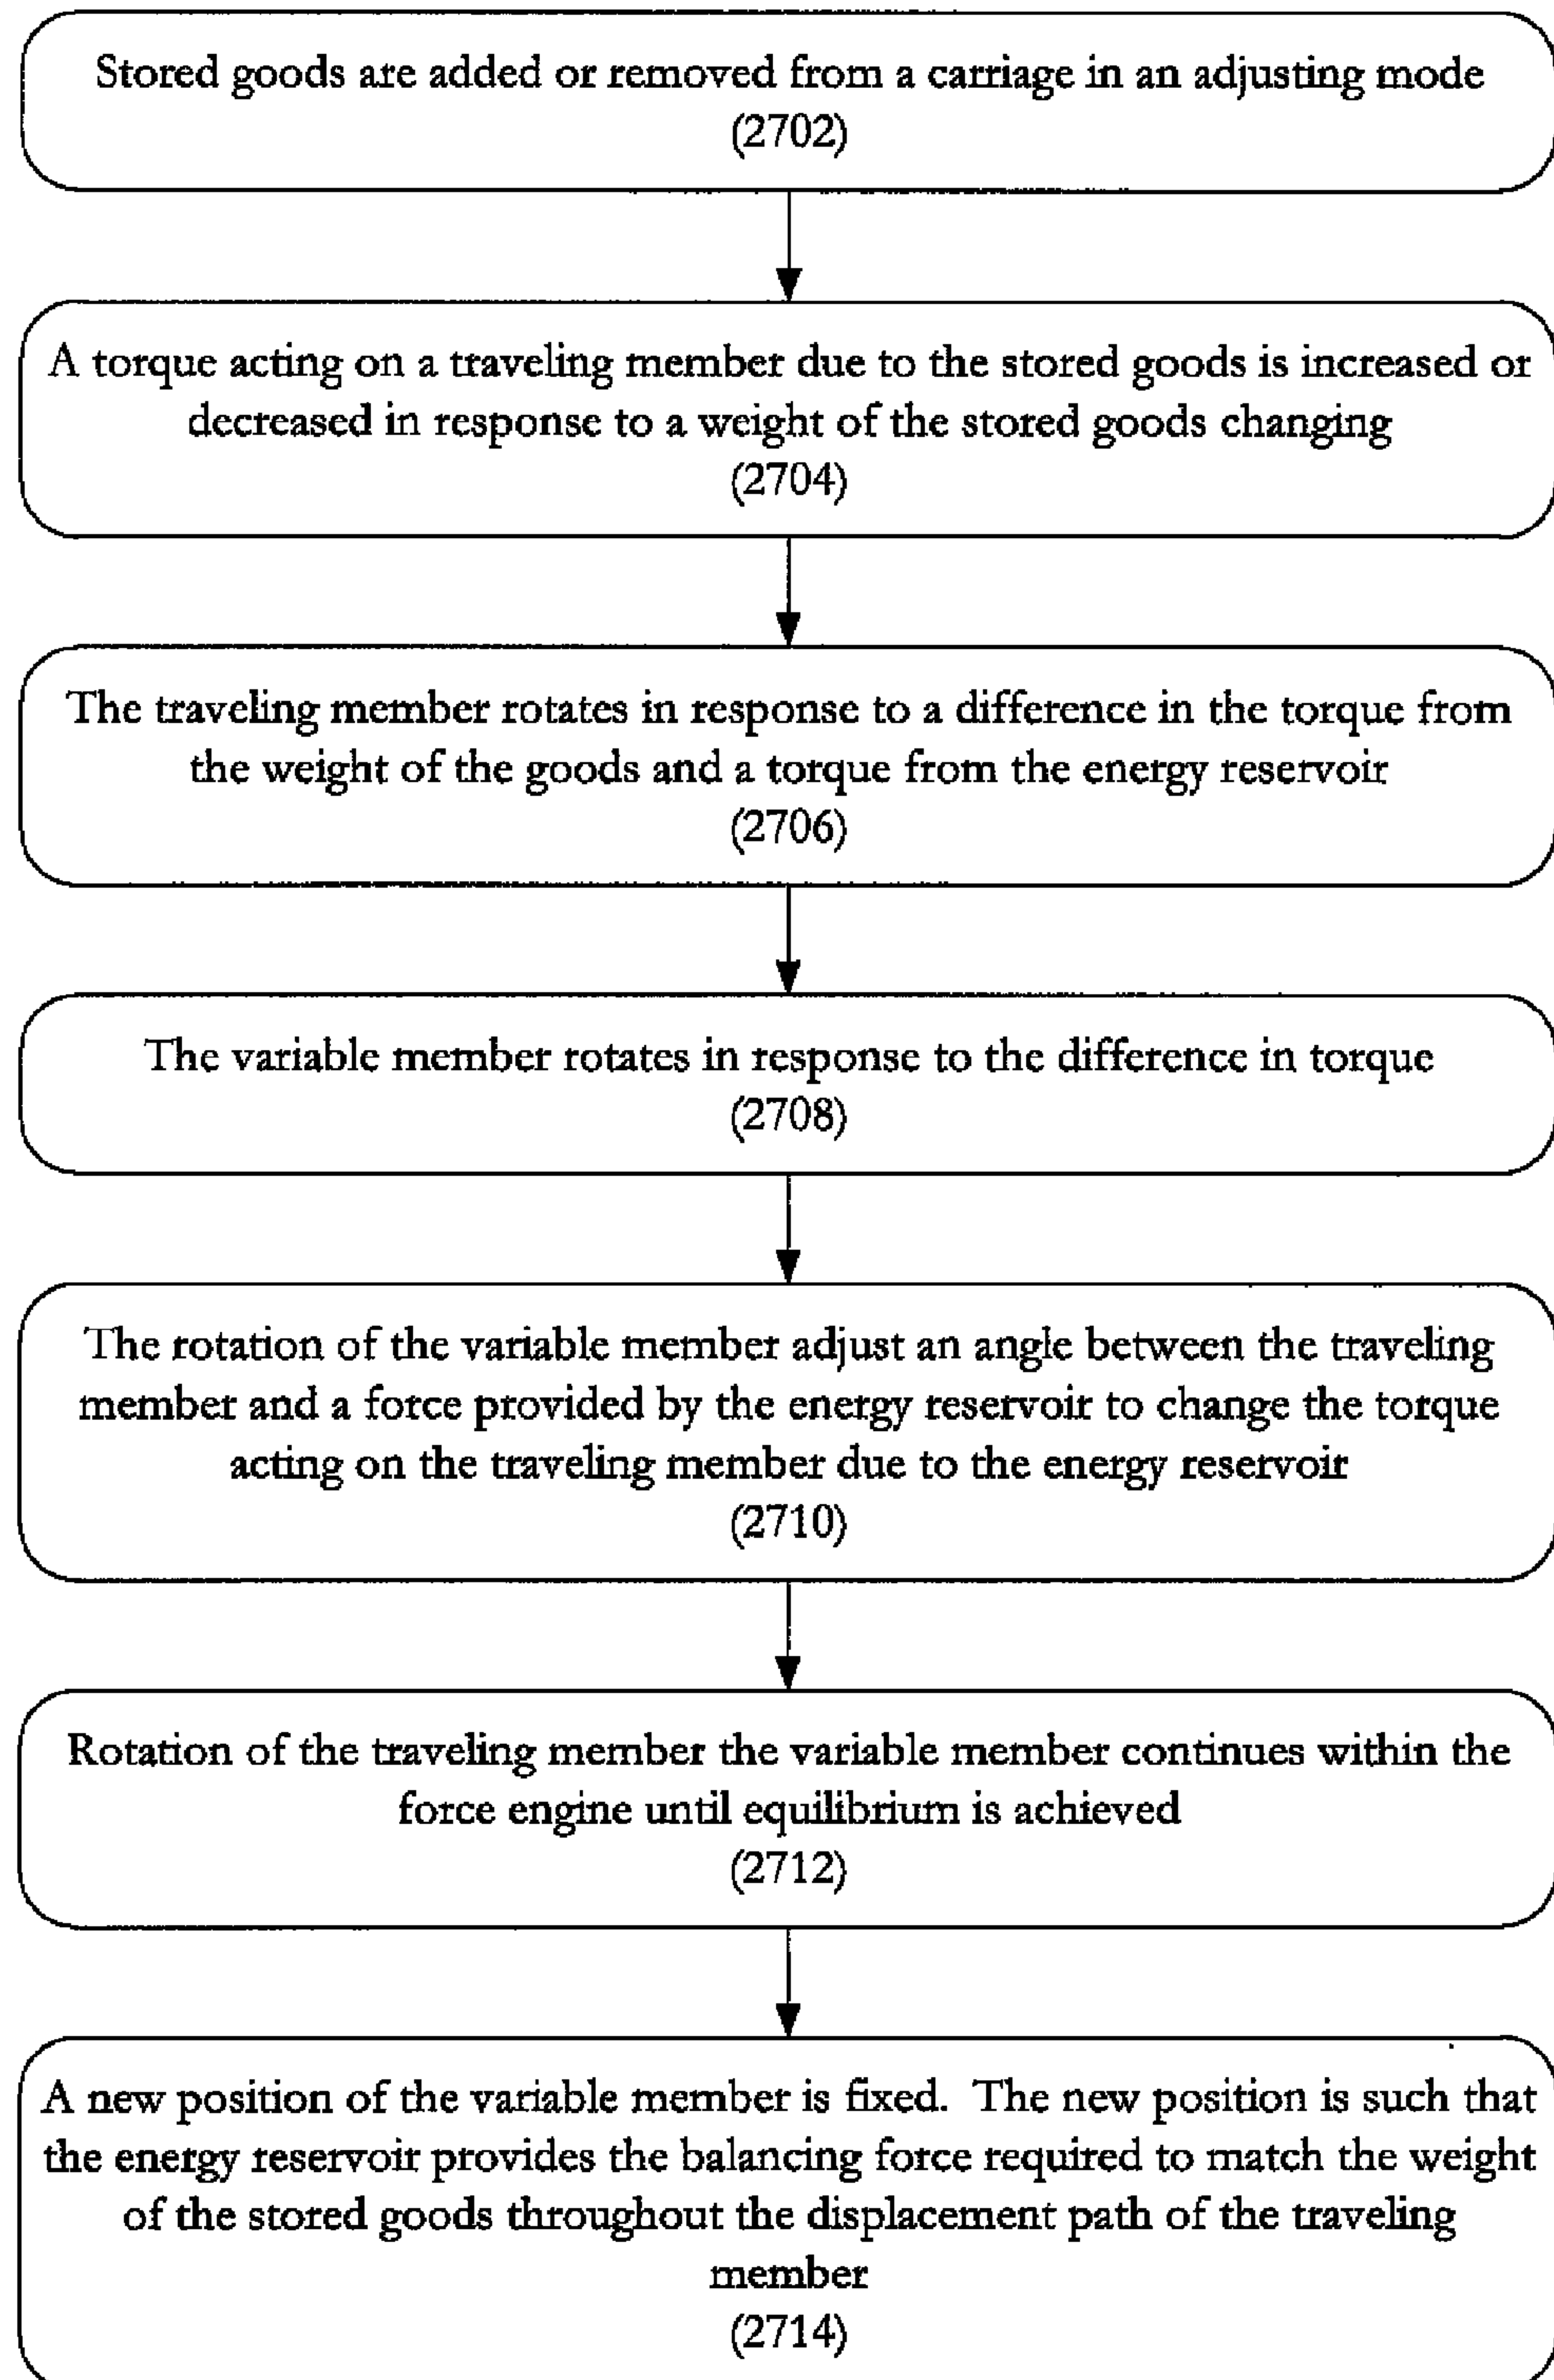 Stored goods are added or removed from a carriage in an adjusting mode
(2702)
A torque acting on a traveling member due to the stored goods is increased or
decreased in response to a weight of the stored goods changing
(2704)
The traveling member rotates in response to a difference in the torque from
the weight of the goods and a torque from the energy reservoir
(2706)
The variable member rotates in response to the difference in torque
(2708)
The rotation of the variable member adjust an angle between the traveling
member and a force provided by the energy reservoir to change the torque
acting on the traveling member due to the energy reservoir
(2710)
Rotation of the traveling member the variable member continues within the
force engine until equilibrium is achieved
(2712)
A new position of the variable member is fixed. The new position is such that
the energy reservoir provides the balancing force required to match the weight
of the stored goods throughout the displacement path of the traveling
member
(2714)